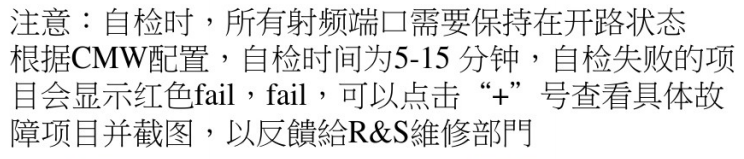 注意：自检时，所有射频端口需要保持在开路状态
根据CMW配置，自检时间为5-15 分钟，自检失败的项
目会显示红色fail，fail，可以点击“+”号查看具体故
障项目并截图，以反饋給R&S維修部門